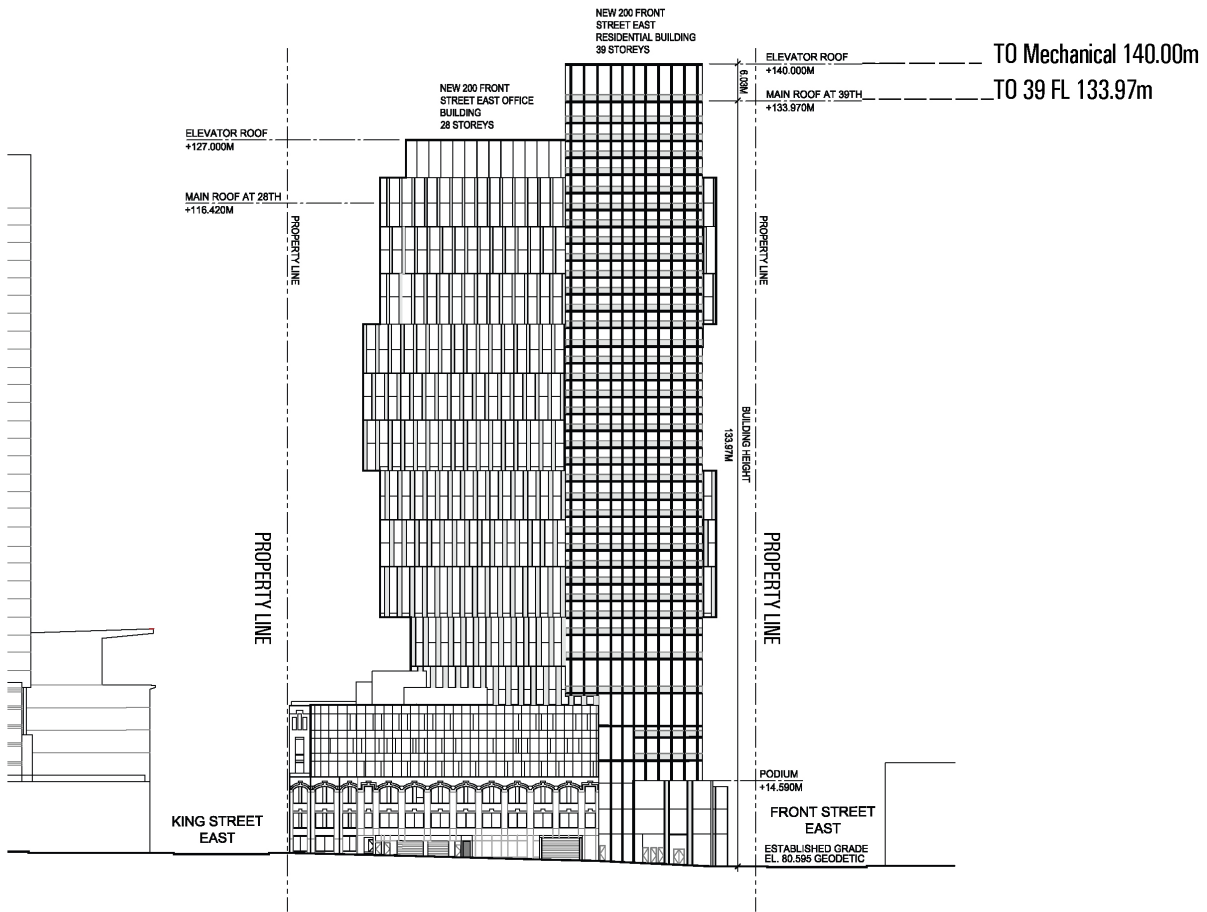 NEW 200 FRONT
STREET EAST
RESIDENTIAL BUILDING
39 STOREYS
ELEVATOR ROOF
+140.000M
TO Mechanical 140.00m
6.03M
MAIN ROOF AT 39TH
+133.970M
TO 39 FL 133.97m
NEW 200 FRONT
STREET EAST OFFICE
BUILDING
28 STOREYS
ELEVATOR ROOF
+127.000M
MAIN ROOF AT 28TH
+116.420M
PROPERTY LINE
PROPERTY LINE
BUILDING HEIGHT
133.97M
PROPERTY LINE
PROPERTY LINE
PODIUM
+14.590M
KING STREET
EAST
FRONT STREET
EAST
ESTABLISHED GRADE
EL. 80.595 GEODETIC